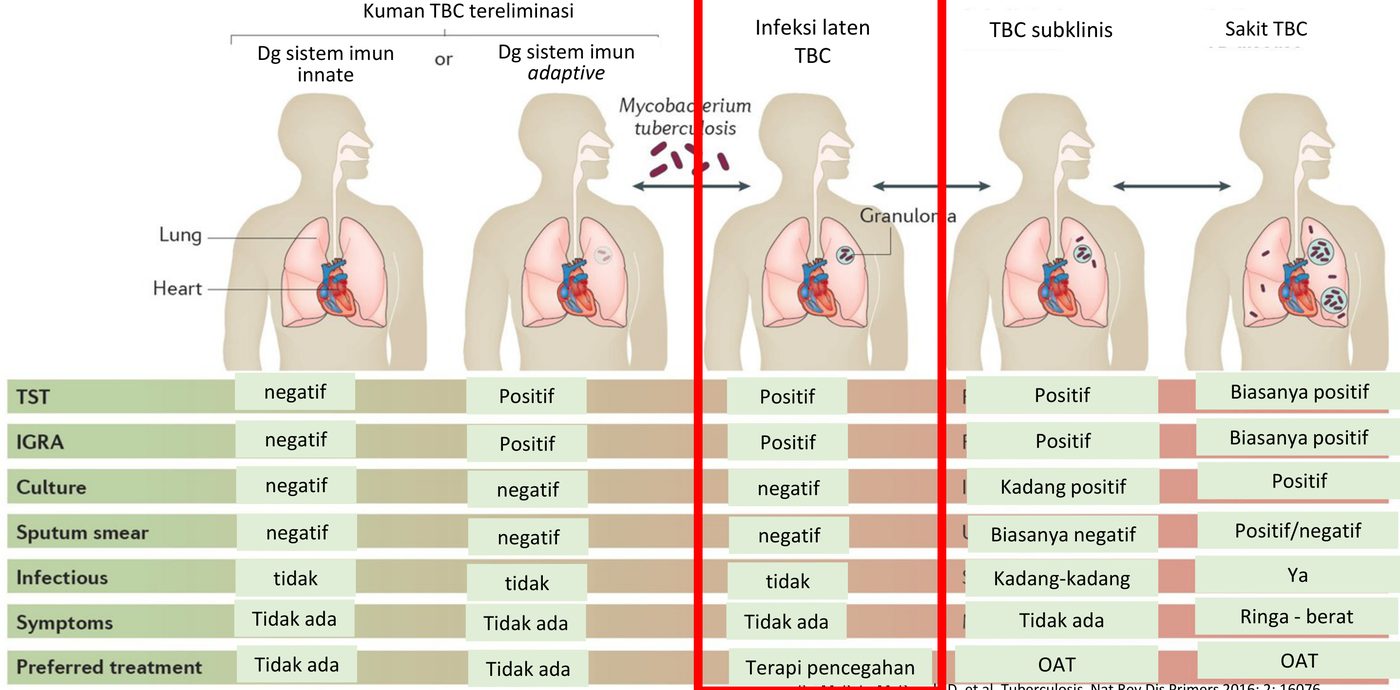 Kuman TBC tereliminasi
Dg sistem imun
innate
or
Dg sistem imun
adaptive
Infeksi laten
TBC
TBC subklinis
Sakit TBC
Mycobacterium
tuberculosis
Granuloma
Lung
Heart
TST negatif Positif Positif Positif Biasanya positif
IGRA negatif Positif Positif Positif Biasanya positif
Culture negatif negatif negatif Kadang positif Positif
Sputum smear negatif negatif negatif Biasanya negatif Positif/negatif
Infectious tidak tidak tidak Kadang-kadang Ya
Symptoms Tidak ada Tidak ada Tidak ada Tidak ada Ringa - berat
Preferred treatment Tidak ada Tidak ada Terapi pencegahan OAT OAT
D, et al. Tuberculosis. Nat Rev Dis Primers 2016; 2: 16076